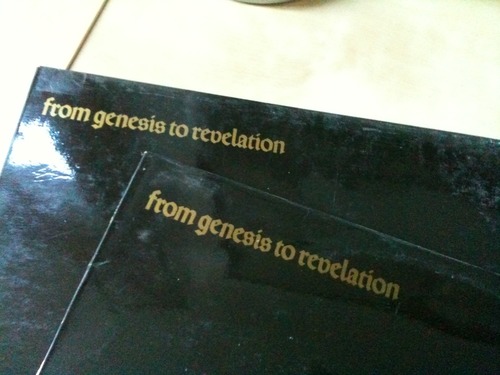 from genesis to revelation
from genesis to revelation